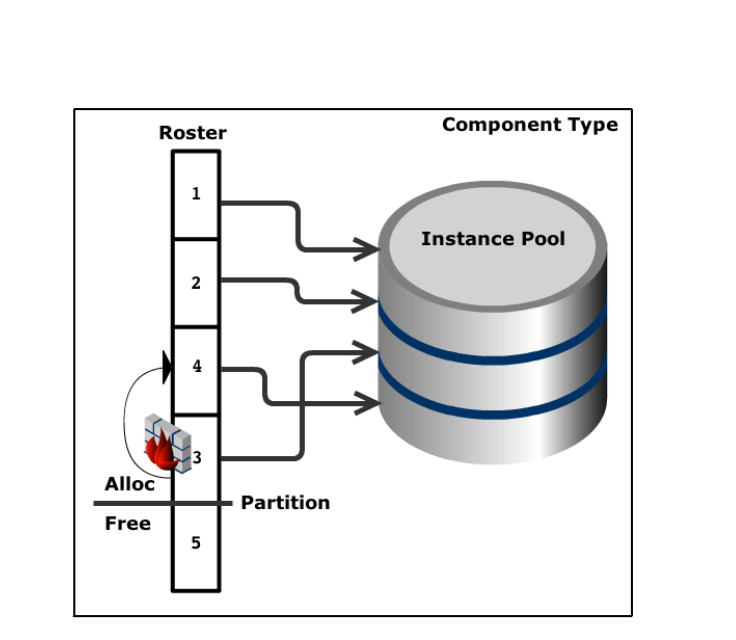 Component Type
Roster
1
Instance Pool
2
4
3
Alloc
Partition
Free
5